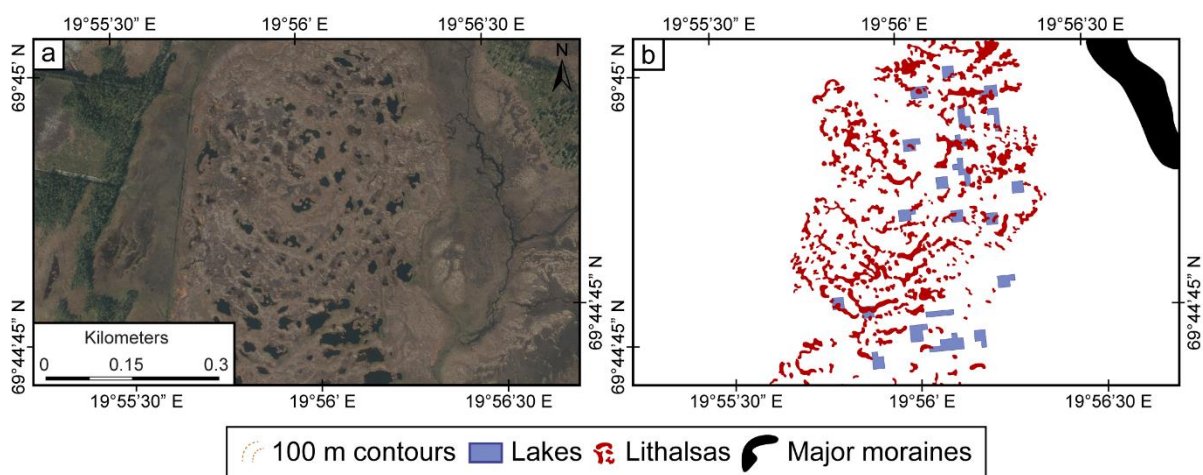 19°55'30" E 19°56' E 19°56'30" E 19°55'30" E 19°56' E 19°56'30" E
a N b
69°45' N 69°45' N
69°44'45" N 69°44'45" N 69°44'45" N 69°44'45" N
Kilometers
0 0.15 0.3
19°55'30" E 19°56' E 19°56'30" E 19°55'30" E 19°56' E 19°56'30" E
100 m contours Lakes Lithalsas Major moraines